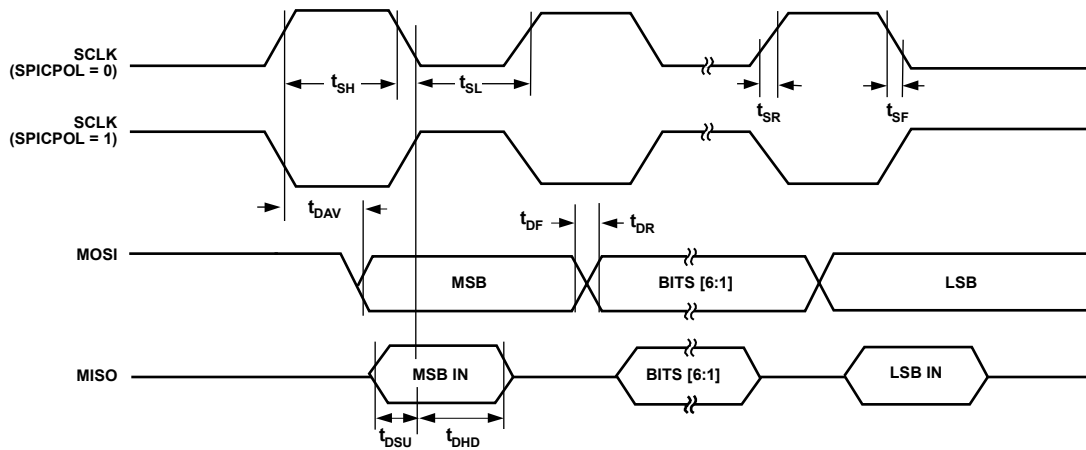 SCLK
(SPICPOL = 0)
tSH
tSL
tSR
tSF
SCLK
(SPICPOL = 1)
tDAV
tDF
tDR
MOSI
MSB
BITS [6:1]
LSB
MISO
MSB IN
BITS [6:1]
LSB IN
tDSU
tDHD